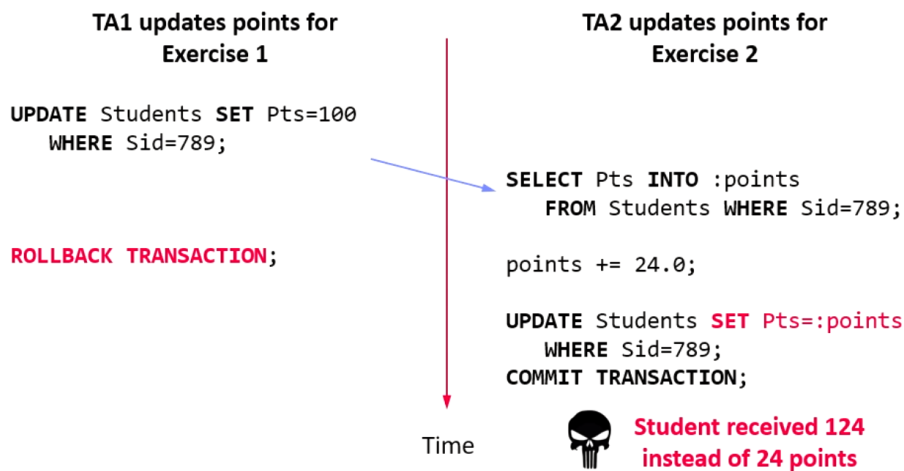 TA1 updates points for
Exercise 1
UPDATE Students SET Pts=100
WHERE Sid=789;
ROLLBACK TRANSACTION;
TA2 updates points for
Exercise 2
SELECT Pts INTO :points
FROM Students WHERE Sid=789;
points += 24.0;
UPDATE Students SET Pts=:points
WHERE Sid=789;
COMMIT TRANSACTION;
Time
Student received 124
instead of 24 points